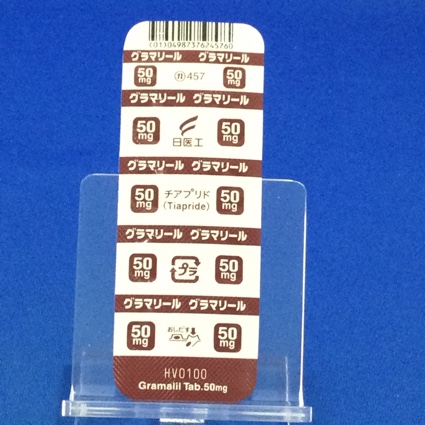 (01)04987376245760
グラマリール グラマリール
50mg ⓝ457 50mg
グラマリール グラマリール
50mg 日医工 50mg
グラマリール グラマリール
50mg チアプリド 50mg
(Tiapride)
グラマリール グラマリール
50mg プラ 50mg
グラマリール グラマリール
50mg おしだす 50mg
HV0100
Gramalil Tab.50mg